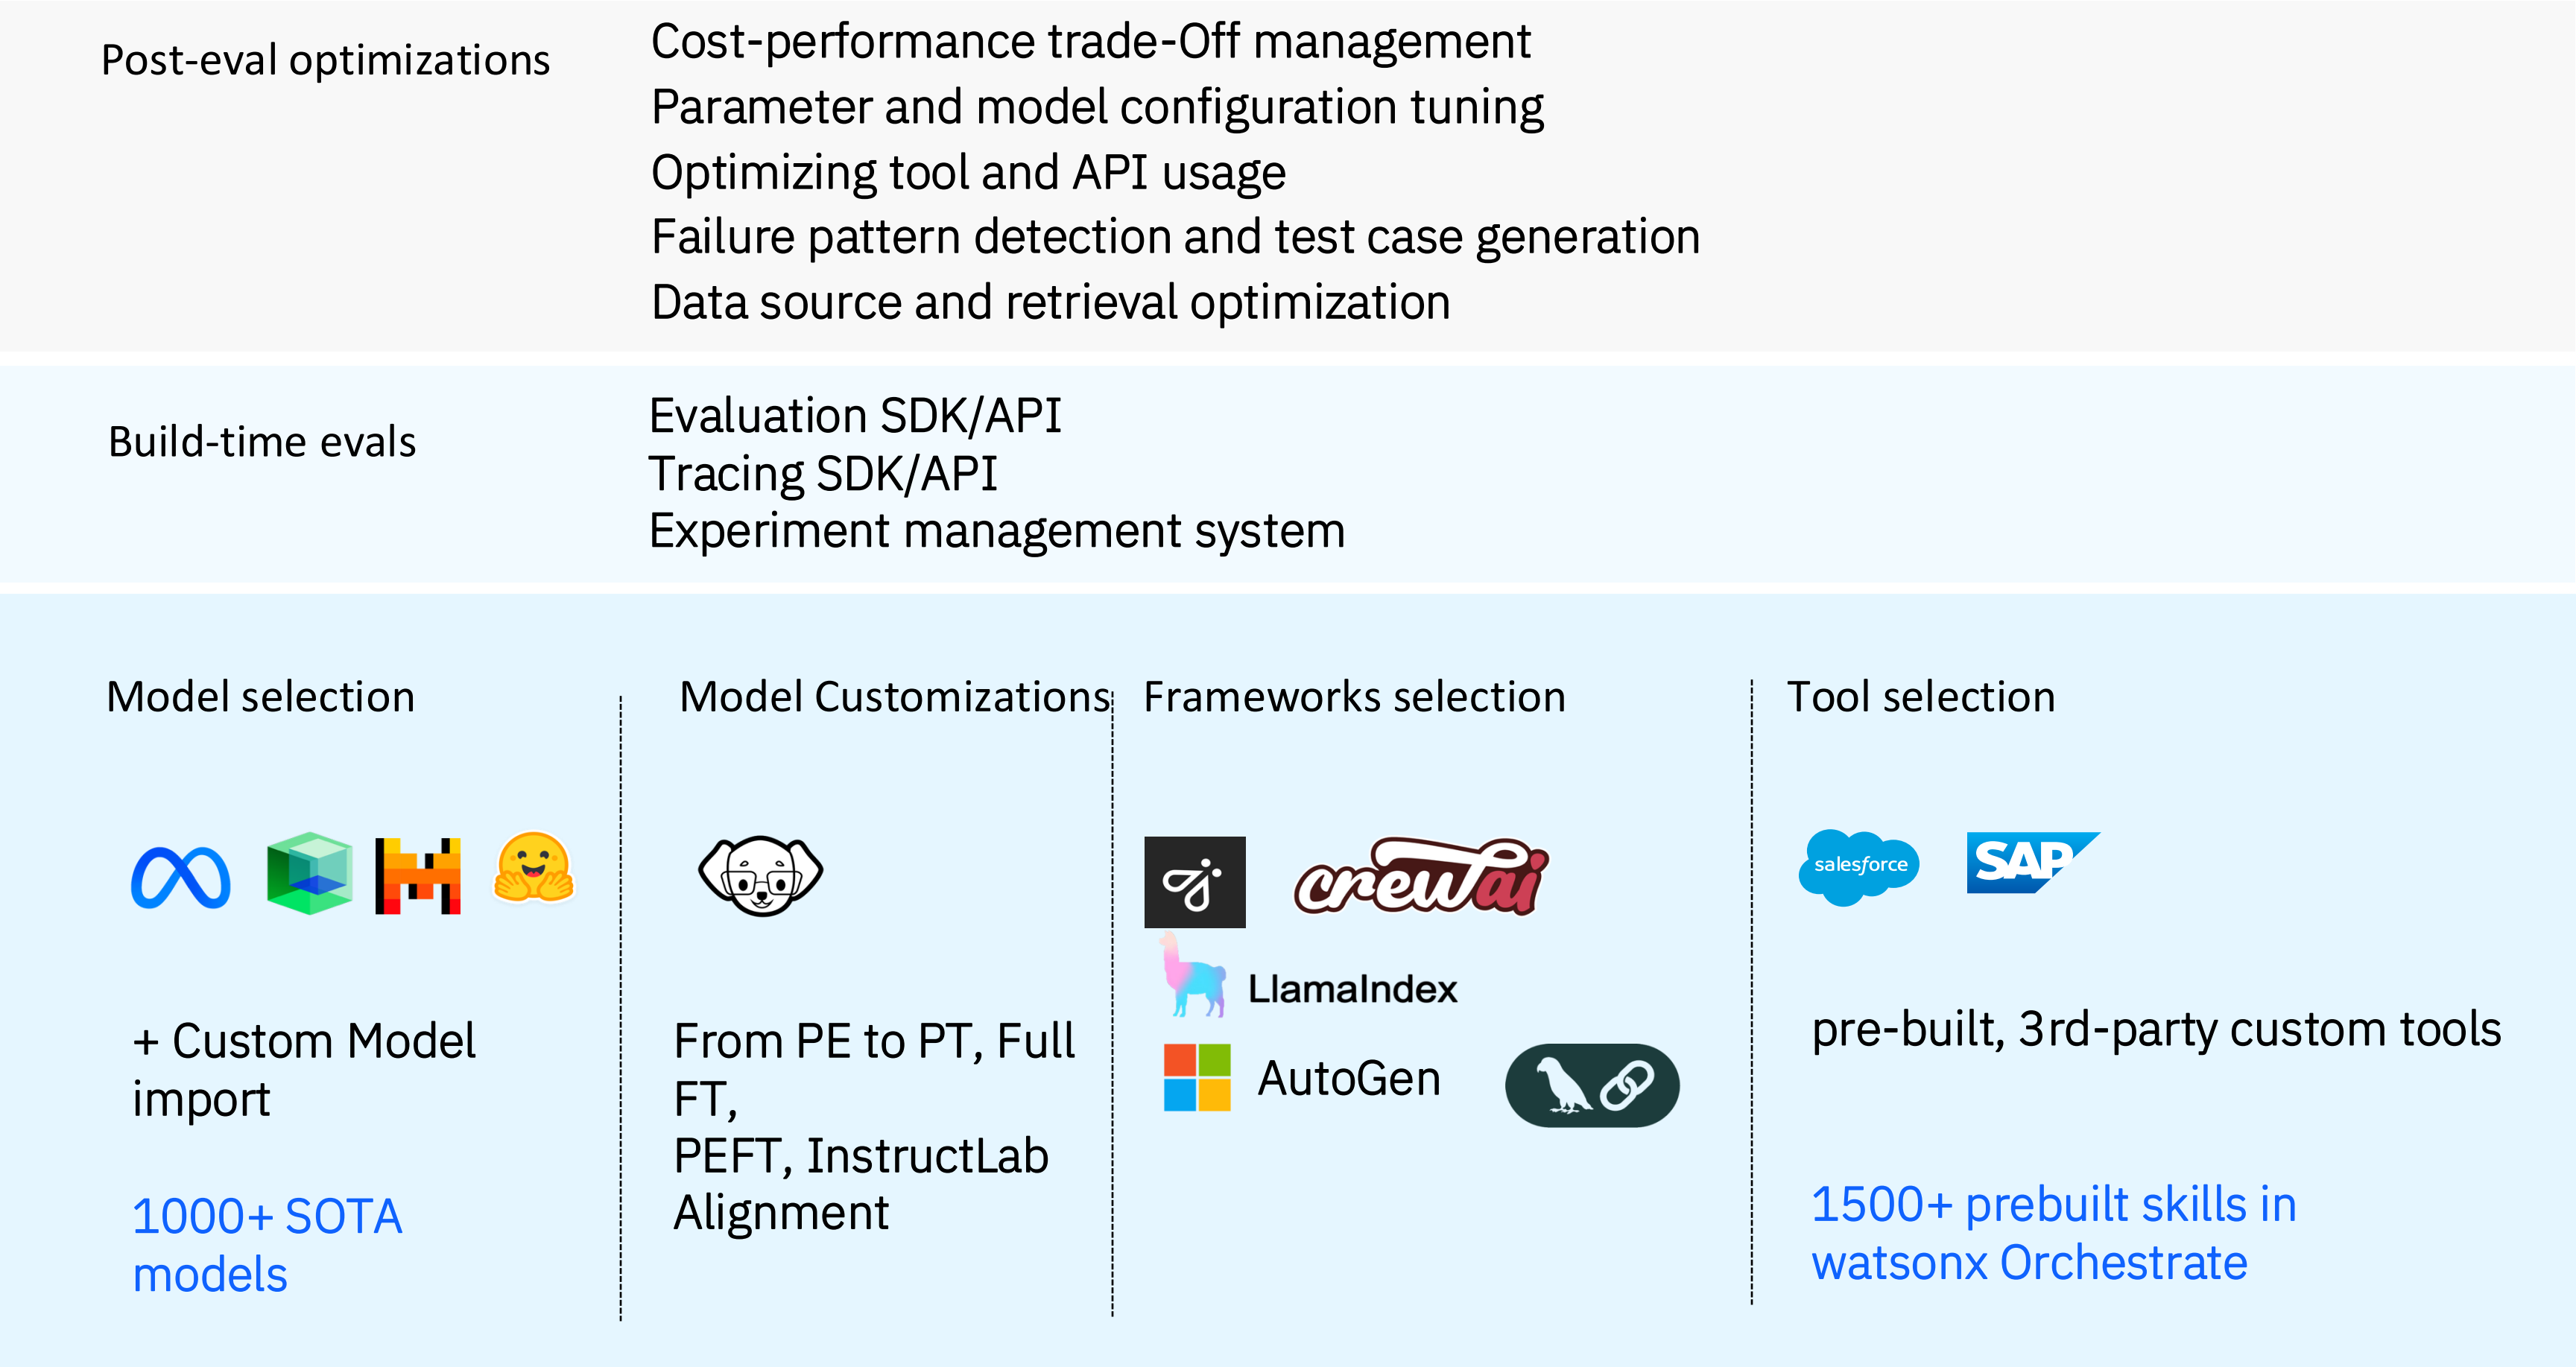 Post-eval optimizations
Cost-performance trade-Off management
Parameter and model configuration tuning
Optimizing tool and API usage
Failure pattern detection and test case generation
Data source and retrieval optimization
Build-time evals
Evaluation SDK/API
Tracing SDK/API
Experiment management system
Model selection
+ Custom Model
import
1000+ SOTA
models
Model Customizations
From PE to PT, Full
FT,
PEFT, InstructLab
Alignment
Frameworks selection
crewai
LlamaIndex
AutoGen
Tool selection
salesforce
SAP
pre-built, 3rd-party custom tools
1500+ prebuilt skills in
watsonx Orchestrate